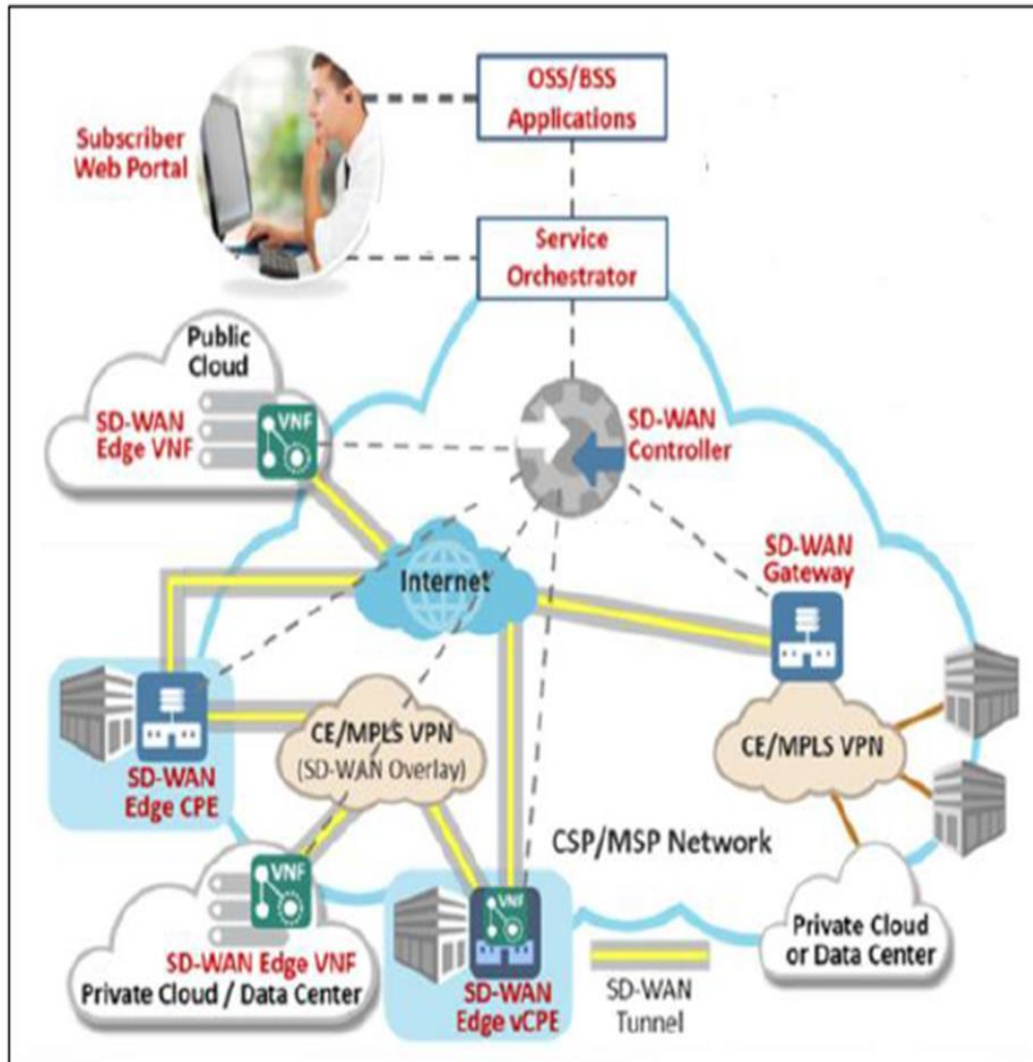 OSS/BSS
Applications
Subscriber
Web Portal
Service
Orchestrator
Public
Cloud
SD-WAN
Edge VNF
VNF
SD-WAN
Controller
SD-WAN
Gateway
Internet
CE/MPLS VPN
(SD-WAN Overlay)
CE/MPLS VPN
SD-WAN
Edge CPE
CSP/MSP Network
VNF
SD-WAN Edge VNF
Private Cloud / Data Center
VNF
SD-WAN
Edge vCPE
SD-WAN
Tunnel
Private Cloud
or Data Center